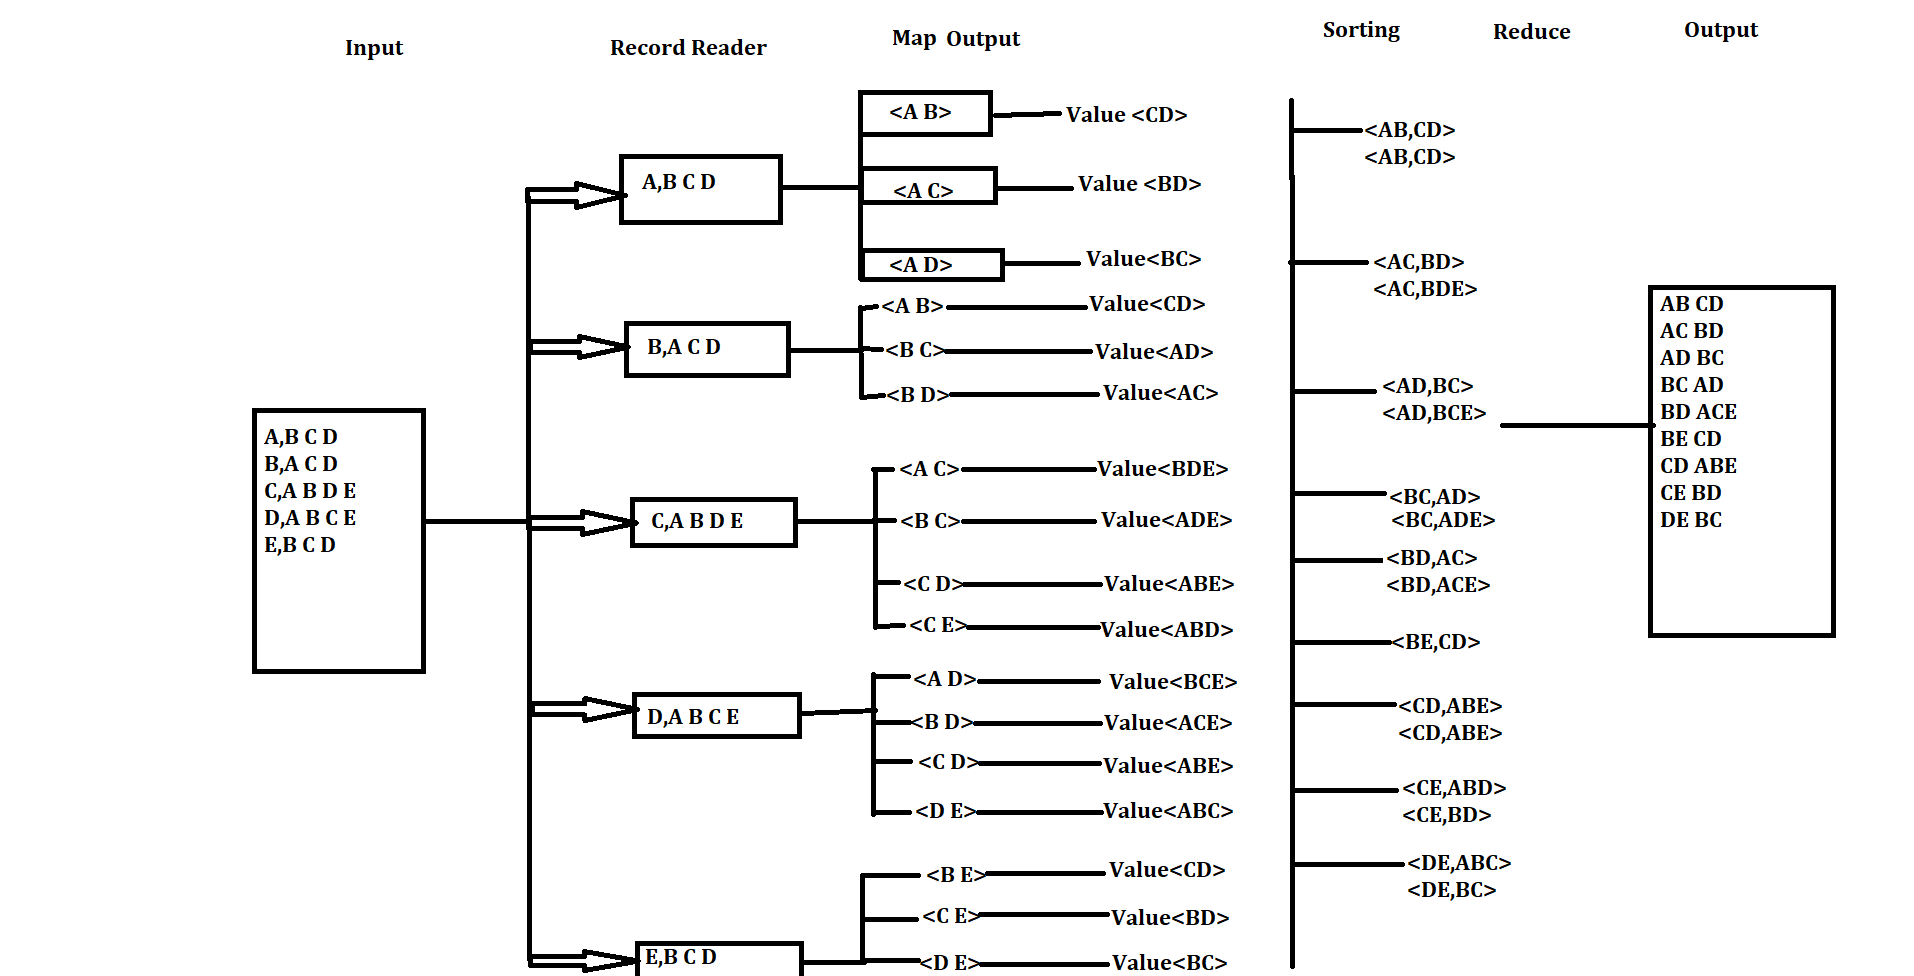 Input
Record Reader
Map Output
Sorting
Reduce
Output
A,B C D
B,A C D
C,A B D E
D,A B C E
E,B C D
A,B C D
B,A C D
C,A B D E
D,A B C E
E,B C D
<A B> Value <CD>
<A C> Value <BD>
<A D> Value<BC>
<A B> Value<CD>
<B C> Value<AD>
<B D> Value<AC>
<A C> Value<BDE>
<B C> Value<ADE>
<C D> Value<ABE>
<C E> Value<ABD>
<A D> Value<BCE>
<B D> Value<ACE>
<C D> Value<ABE>
<D E> Value<ABC>
<B E> Value<CD>
<C E> Value<BD>
<D E> Value<BC>
<AB,CD>
<AB,CD>
<AC,BD>
<AC,BDE>
<AD,BC>
<AD,BCE>
<BC,AD>
<BC,ADE>
<BD,AC>
<BD,ACE>
<BE,CD>
<CD,ABE>
<CD,ABE>
<CE,ABD>
<CE,BD>
<DE,ABC>
<DE,BC>
AB CD
AC BD
AD BC
BC AD
BD ACE
BE CD
CD ABE
CE BD
DE BC